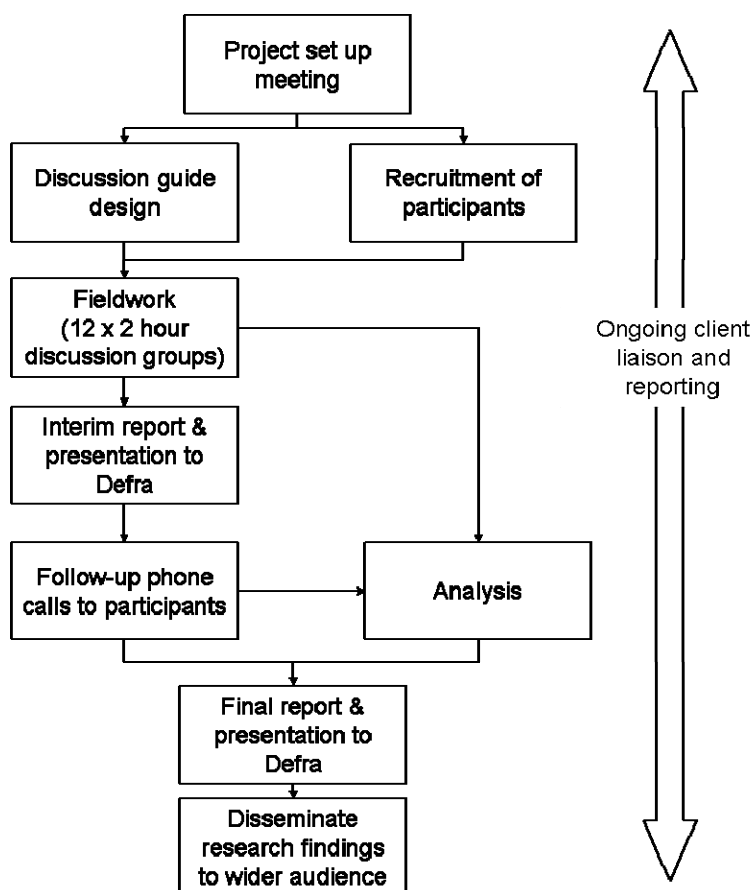 Project set up
meeting
Discussion guide
design
Recruitment of
participants
Fieldwork
(12 x 2 hour
discussion groups)
Ongoing client
liaison and
reporting
Interim report &
presentation to
Defra
Follow-up phone
calls to participants
Analysis
Final report &
presentation to
Defra
Disseminate
research findings
to wider audience